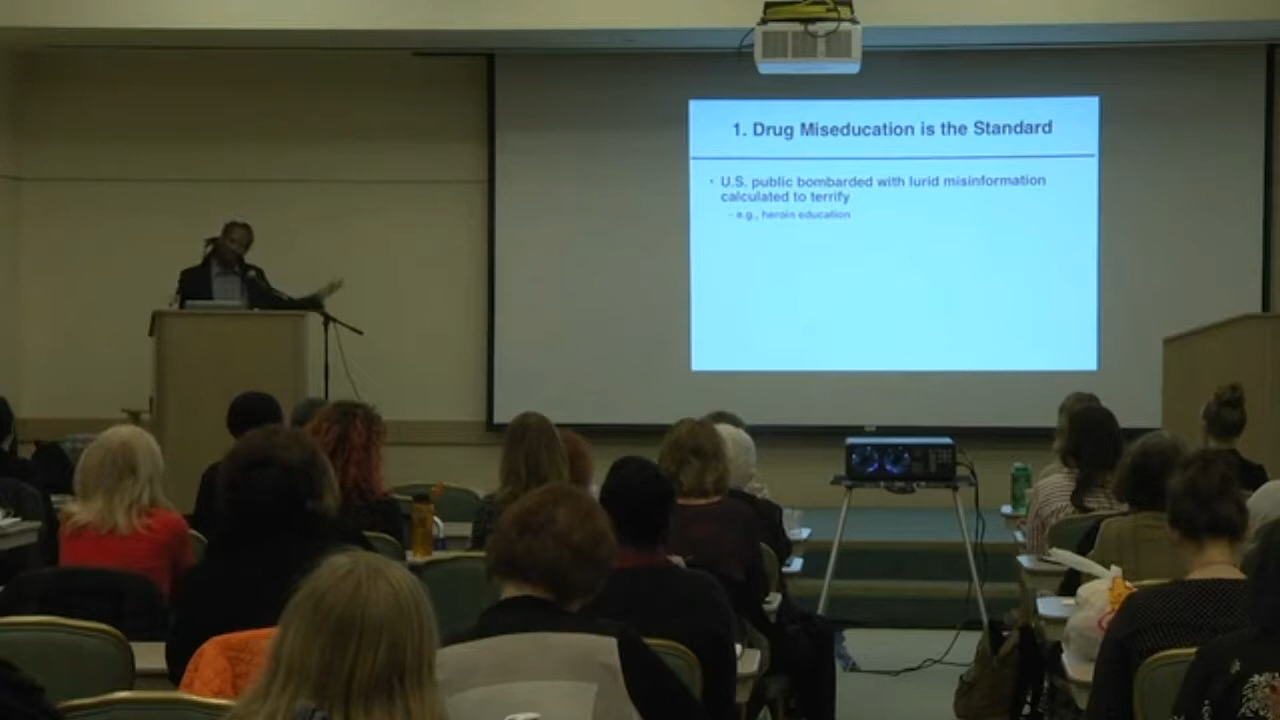 1. Drug Miseducation is the Standard
• U.S. public bombarded with lurid misinformation
calculated to terrify
- e.g., heroin education